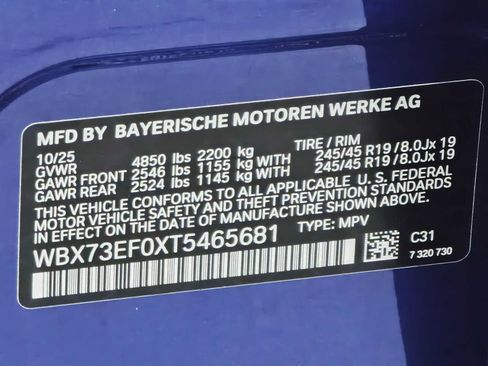 MFD BY BAYERISCHE MOTOREN WERKE AG
10/25 TIRE / RIM
GVWR 4850 lbs 2200 kg
GAWR FRONT 2546 lbs 1155 kg WITH 245/45 R19 / 8.0Jx 19
GAWR REAR 2524 lbs 1145 kg WITH 245/45 R19 / 8.0Jx 19
THIS VEHICLE CONFORMS TO ALL APPLICABLE U. S. FEDERAL
MOTOR VEHICLE SAFETY AND THEFT PREVENTION STANDARDS
IN EFFECT ON THE DATE OF MANUFACTURE SHOWN ABOVE.
WBX73EF0XT5465681 TYPE: MPV
C31
7 320 730